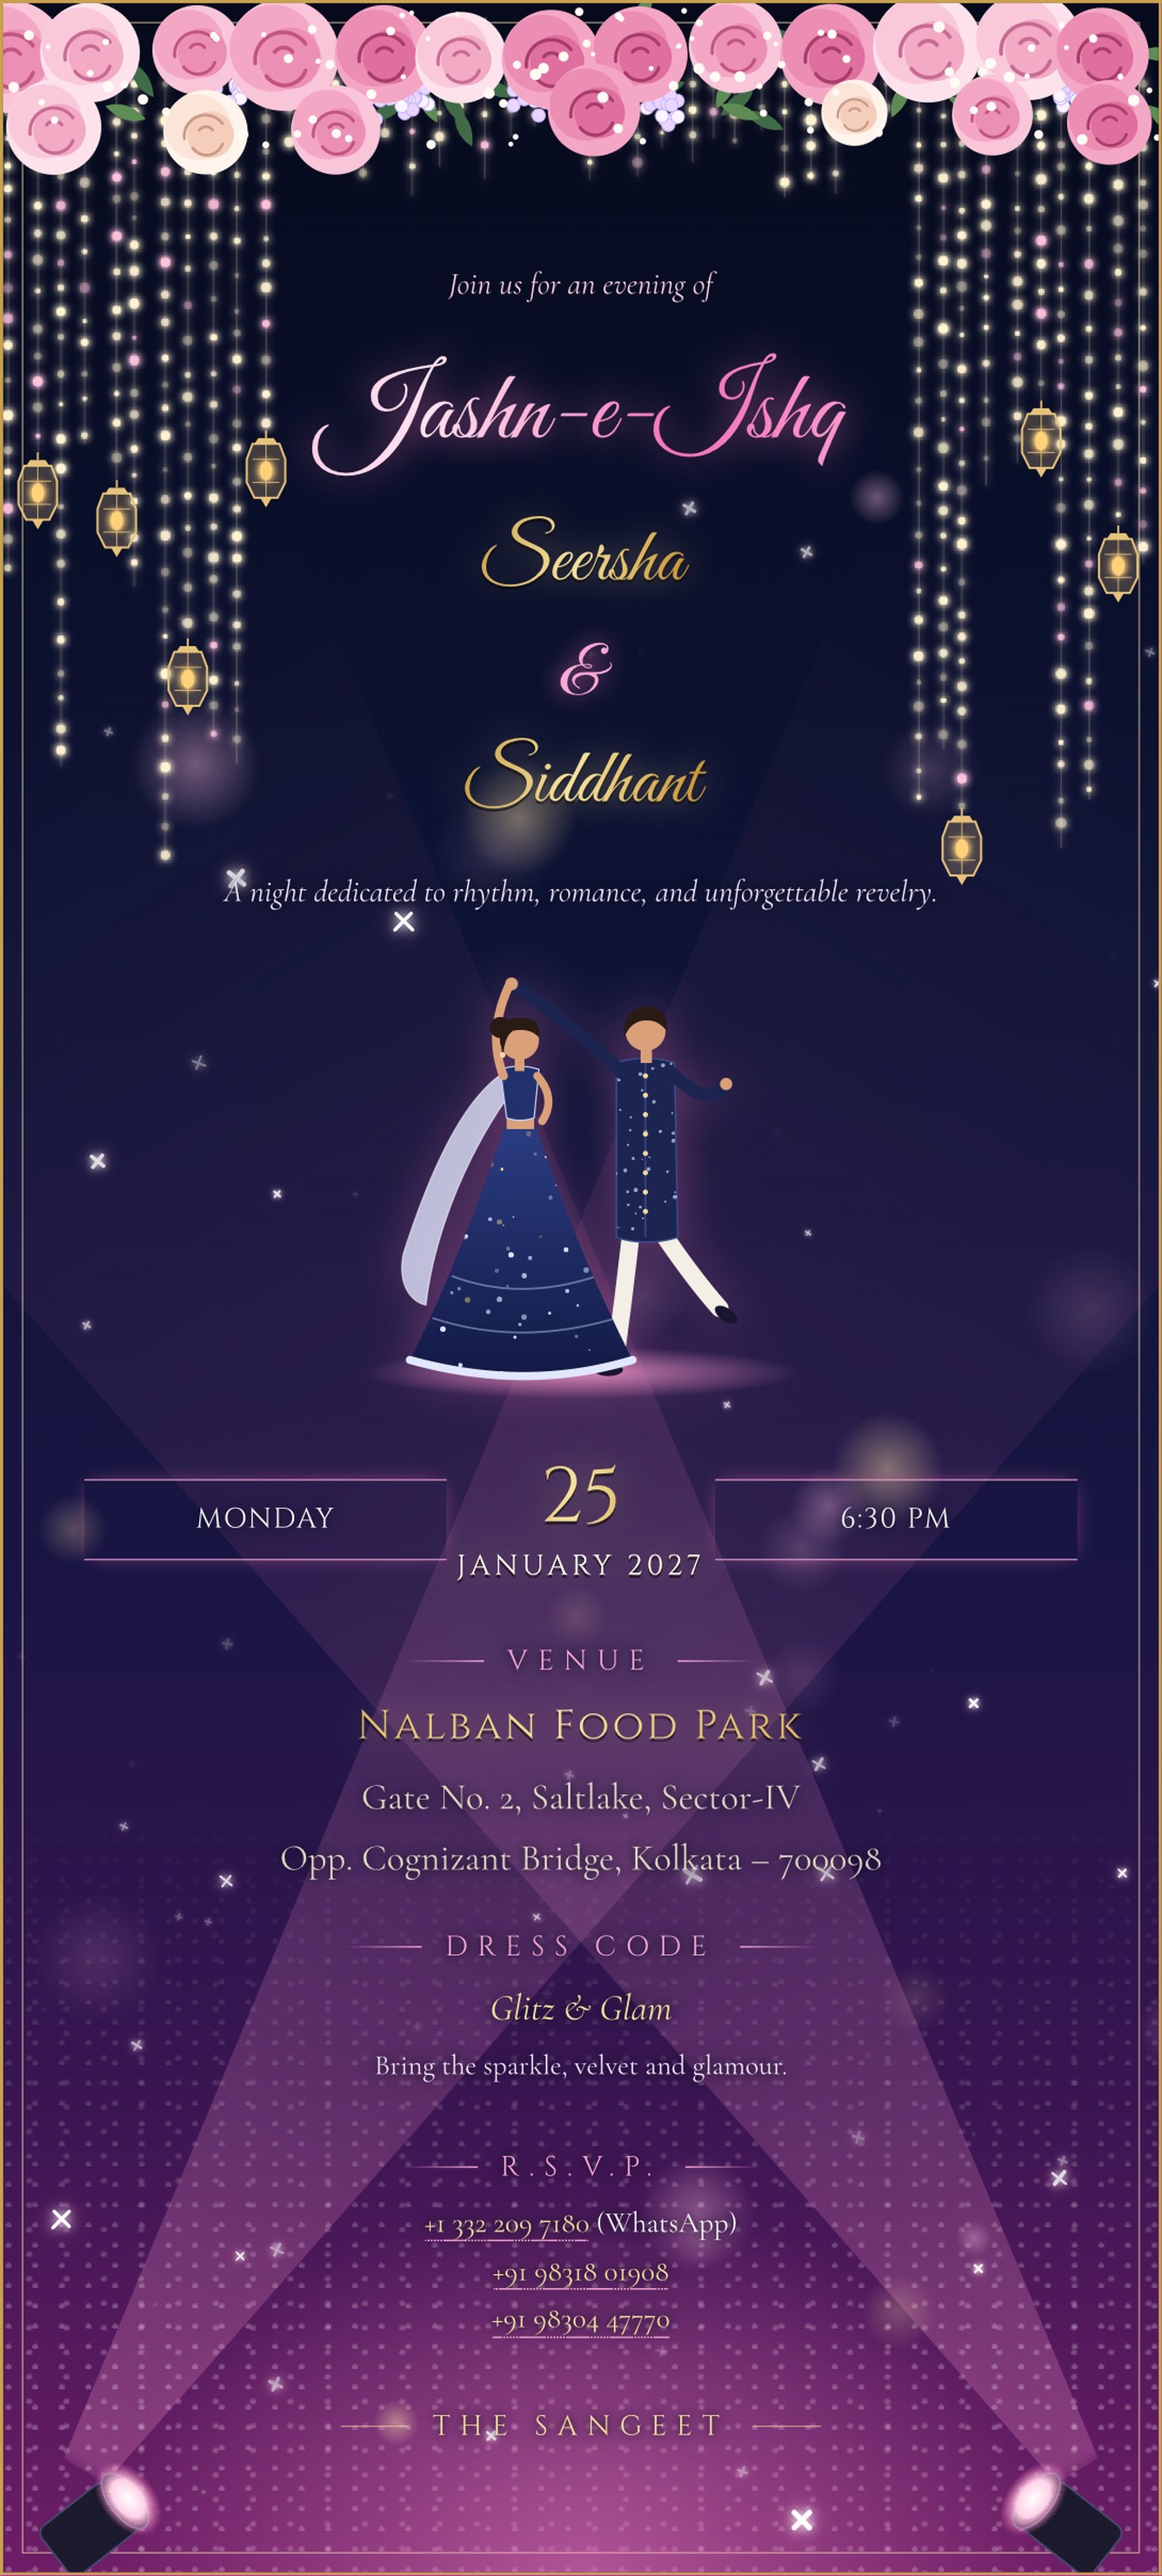 Join us for an evening of
Jashn-e-Ishq
Seersha
&
Siddhant
A night dedicated to rhythm, romance, and unforgettable revelry.
MONDAY
25
JANUARY 2027
6:30 PM
VENUE
NALBAN FOOD PARK
Gate No. 2, Saltlake, Sector-IV
Opp. Cognizant Bridge, Kolkata – 700098
DRESS CODE
Glitz & Glam
Bring the sparkle, velvet and glamour.
R.S.V.P.
+1 332 209 7180 (WhatsApp)
+91 98318 01908
+91 98304 47770
THE SANGEET